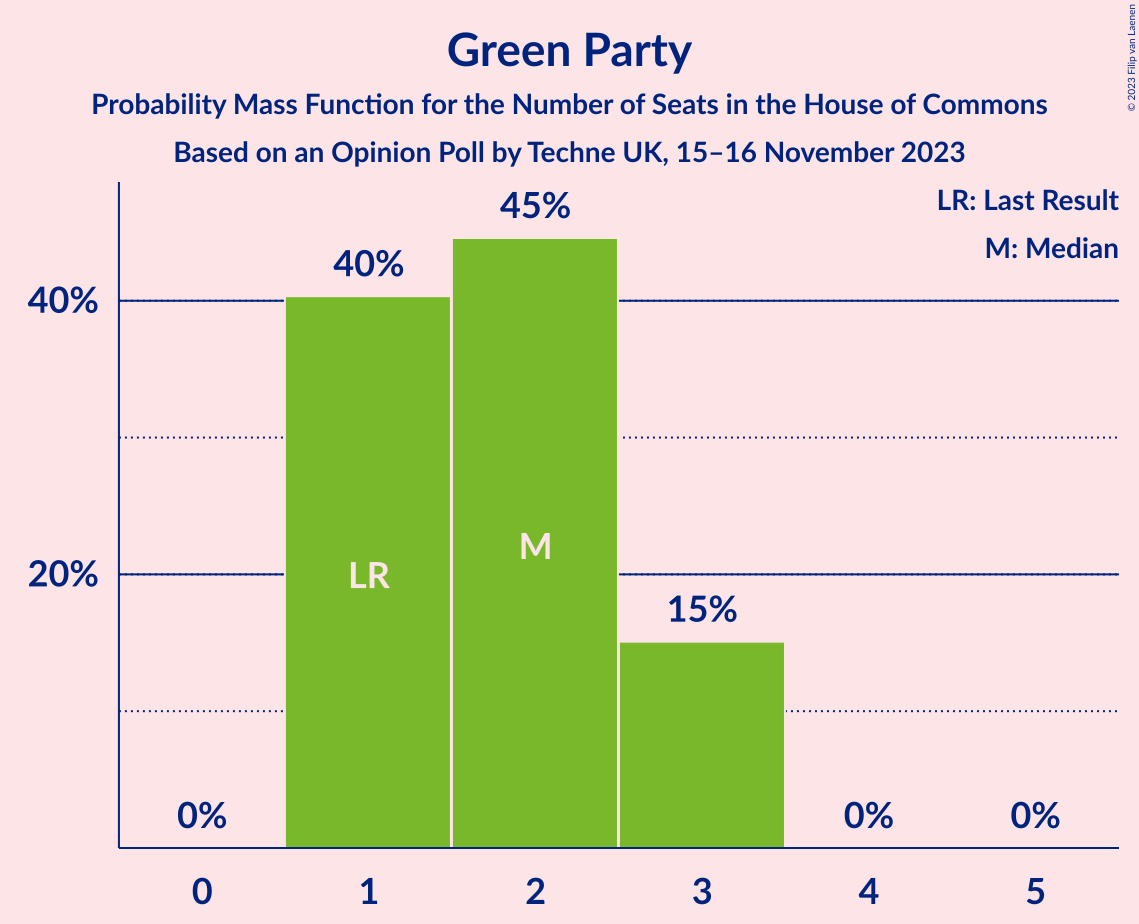 Green Party
Probability Mass Function for the Number of Seats in the House of Commons
Based on an Opinion Poll by Techne UK, 15–16 November 2023
© 2023 Filip van Laenen
LR: Last Result
M: Median
45%
40%
40%
M
LR
20%
15%
0%
0%
0%
0
1
2
3
4
5